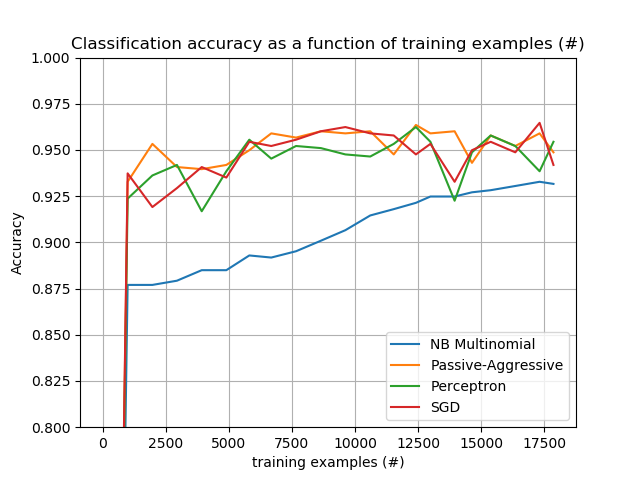 Classification accuracy as a function of training examples (#)
1.000
0.975
0.950
0.925
0.900
0.875
0.850
0.825
0.800
Accuracy
NB Multinomial
Passive-Aggressive
Perceptron
SGD
0 2500 5000 7500 10000 12500 15000 17500
training examples (#)